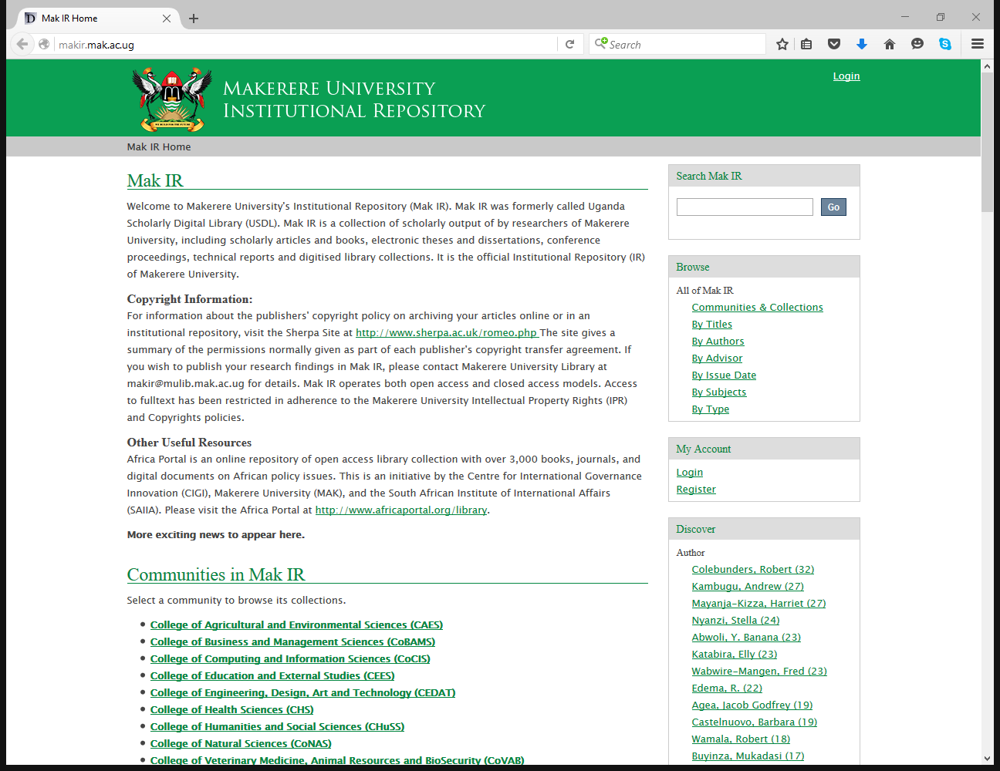 Mak IR Home
makir.mak.ac.ug
Search
MAKERERE UNIVERSITY
INSTITUTIONAL REPOSITORY
Login
WE BUILD FOR THE FUTURE
Mak IR Home
Mak IR
Welcome to Makerere University's Institutional Repository (Mak IR). Mak IR was formerly called Uganda
Scholarly Digital Library (USDL). Mak IR is a collection of scholarly output of by researchers of Makerere
University, including scholarly articles and books, electronic theses and dissertations, conference
proceedings, technical reports and digitised library collections. It is the official Institutional Repository (IR)
of Makerere University.
Copyright Information:
For information about the publishers' copyright policy on archiving your articles online or in an
institutional repository, visit the Sherpa Site at http://www.sherpa.ac.uk/romeo.php The site gives a
summary of the permissions normally given as part of each publisher's copyright transfer agreement. If
you wish to publish your research findings in Mak IR, please contact Makerere University Library at
makir@mulib.mak.ac.ug for details. Mak IR operates both open access and closed access models. Access
to fulltext has been restricted in adherence to the Makerere University Intellectual Property Rights (IPR)
and Copyrights policies.
Other Useful Resources
Africa Portal is an online repository of open access library collection with over 3,000 books, journals, and
digital documents on African policy issues. This is an initiative by the Centre for International Governance
Innovation (CIGI), Makerere University (MAK), and the South African Institute of International Affairs
(SAIIA). Please visit the Africa Portal at http://www.africaportal.org/library.
More exciting news to appear here.
Communities in Mak IR
Select a community to browse its collections.
College of Agricultural and Environmental Sciences (CAES)
College of Business and Management Sciences (CoBAMS)
College of Computing and Information Sciences (CoCIS)
College of Education and External Studies (CEES)
College of Engineering, Design, Art and Technology (CEDAT)
College of Health Sciences (CHS)
College of Humanities and Social Sciences (CHuSS)
College of Natural Sciences (CoNAS)
College of Veterinary Medicine, Animal Resources and BioSecurity (CoVAB)
Search Mak IR
Go
Browse
All of Mak IR
Communities & Collections
By Titles
By Authors
By Advisor
By Issue Date
By Subjects
By Type
My Account
Login
Register
Discover
Author
Colebunders, Robert (32)
Kambugu, Andrew (27)
Mayanja-Kizza, Harriet (27)
Nyanzi, Stella (24)
Abwoli, Y. Banana (23)
Katabira, Elly (23)
Wabwire-Mangen, Fred (23)
Edema, R. (22)
Agea, Jacob Godfrey (19)
Castelnuovo, Barbara (19)
Wamala, Robert (18)
Buyinza, Mukadasi (17)